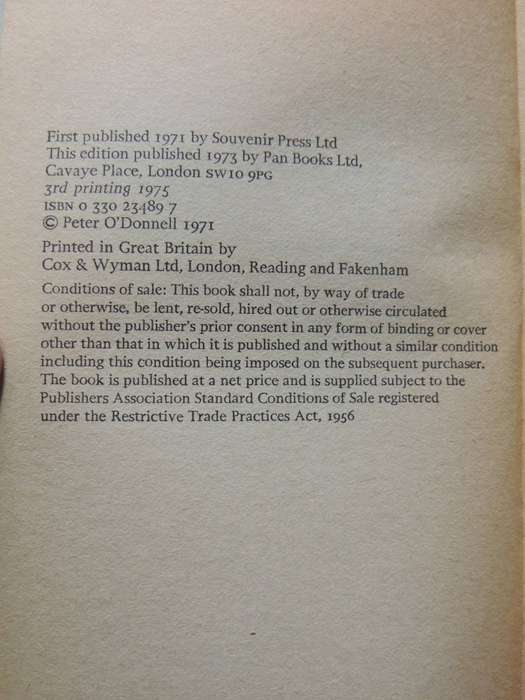 First published 1971 by Souvenir Press Ltd
This edition published 1973 by Pan Books Ltd,
Cavaye Place, London SW10 9PG
3rd printing 1975
ISBN 0 330 23489 7
© Peter O'Donnell 1971
Printed in Great Britain by
Cox & Wyman Ltd, London, Reading and Fakenham
Conditions of sale: This book shall not, by way of trade
or otherwise, be lent, re-sold, hired out or otherwise circulated
without the publisher's prior consent in any form of binding or cover
other than that in which it is published and without a similar condition
including this condition being imposed on the subsequent purchaser.
The book is published at a net price and is supplied subject to the
Publishers Association Standard Conditions of Sale registered
under the Restrictive Trade Practices Act, 1956